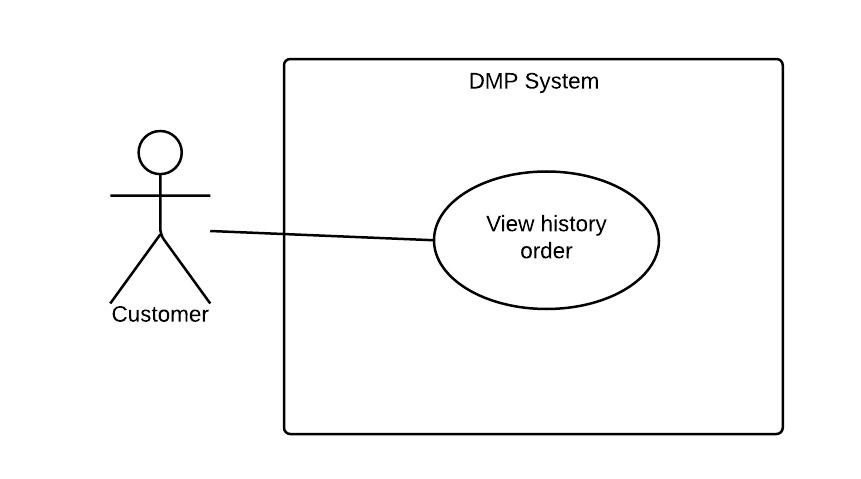 DMP System
View history
order
Customer